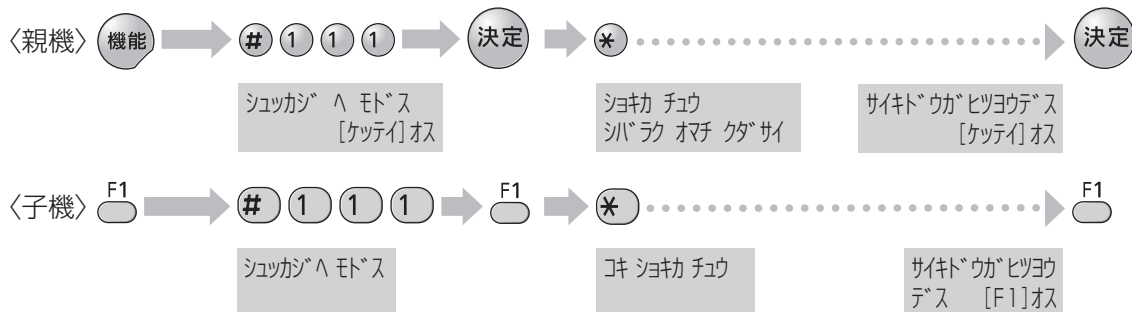 〈親機〉 機能 # 1 1 1 決定 * 決定
シュッカジ ヘ モドス
[ケッテイ]オス
ショキカ チュウ
シバラク オマチ クダサイ
サイキドウガ ヒツヨウデス
[ケッテイ]オス
〈子機〉 F1 # 1 1 1 F1 * F1
シュッカジヘ モドス
コキ ショキカ チュウ
サイキドウガ ヒツヨウ
デス [F1]オス